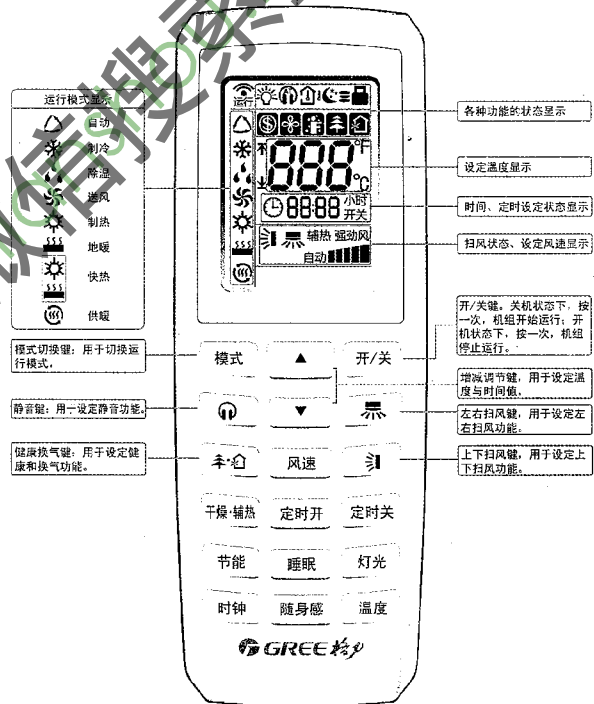 运行模式显示
自动
制冷
除湿
送风
制热
地暖
快热
供暖
运行
888
°F
°C
88:88
小时
开关
辅热 强劲风
自动
各种功能的状态显示
设定温度显示
时间、定时设定状态显示
扫风状态、设定风速显示
开/关键。关机状态下，按
一次，机组开始运行；开
机状态下，按一次，机组
停止运行。
模式切换键：用于切换运
行模式。
增减调节键，用于设定温
度与时间值。
静音键：用于设定静音功能。
左右扫风键，用于设定左
右扫风功能。
健康换气键：用于设定健
康和换气功能。
上下扫风键，用于设定上
下扫风功能。
模式
▲
开/关
▼
风速
干燥·辅热
定时开
定时关
节能
睡眠
灯光
时钟
随身感
温度
GREE格力